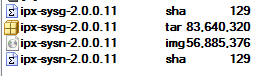 ipx-sysg-2.0.0.11 sha 129
ipx-sysg-2.0.0.11 tar 83,640,320
ipx-sysn-2.0.0.11 img 56,885,376
ipx-sysn-2.0.0.11 sha 129